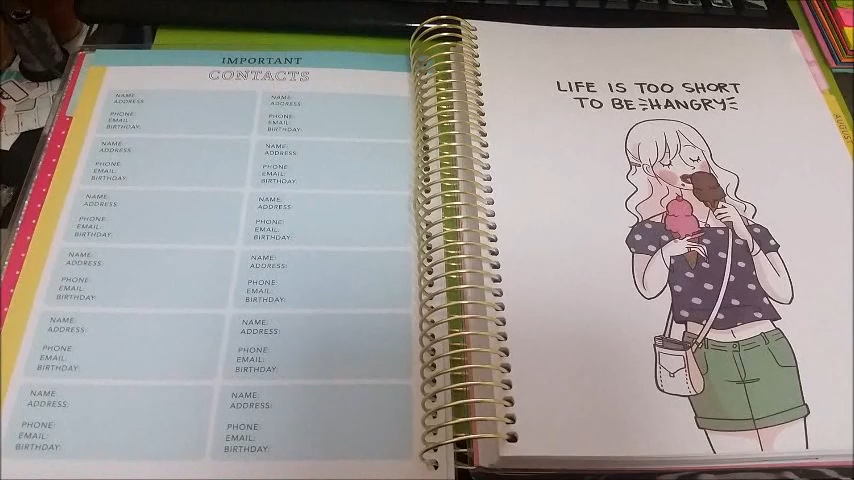 IMPORTANT
CONTACTS
NAME:
ADDRESS:
PHONE:
EMAIL:
BIRTHDAY:
NAME:
ADDRESS:
PHONE:
EMAIL:
BIRTHDAY:
NAME:
ADDRESS:
PHONE:
EMAIL:
BIRTHDAY:
NAME:
ADDRESS:
PHONE:
EMAIL:
BIRTHDAY:
NAME:
ADDRESS:
PHONE:
EMAIL:
BIRTHDAY:
NAME:
ADDRESS:
PHONE:
EMAIL:
BIRTHDAY:
NAME:
ADDRESS:
PHONE:
EMAIL:
BIRTHDAY:
NAME:
ADDRESS:
PHONE:
EMAIL:
BIRTHDAY:
NAME:
ADDRESS:
PHONE:
EMAIL:
BIRTHDAY:
NAME:
ADDRESS:
PHONE:
EMAIL:
BIRTHDAY:
NAME:
ADDRESS:
PHONE:
EMAIL:
BIRTHDAY:
NAME:
ADDRESS:
PHONE:
EMAIL:
BIRTHDAY:
LIFE IS TOO SHORT
TO BE HANGRY
AUGUST